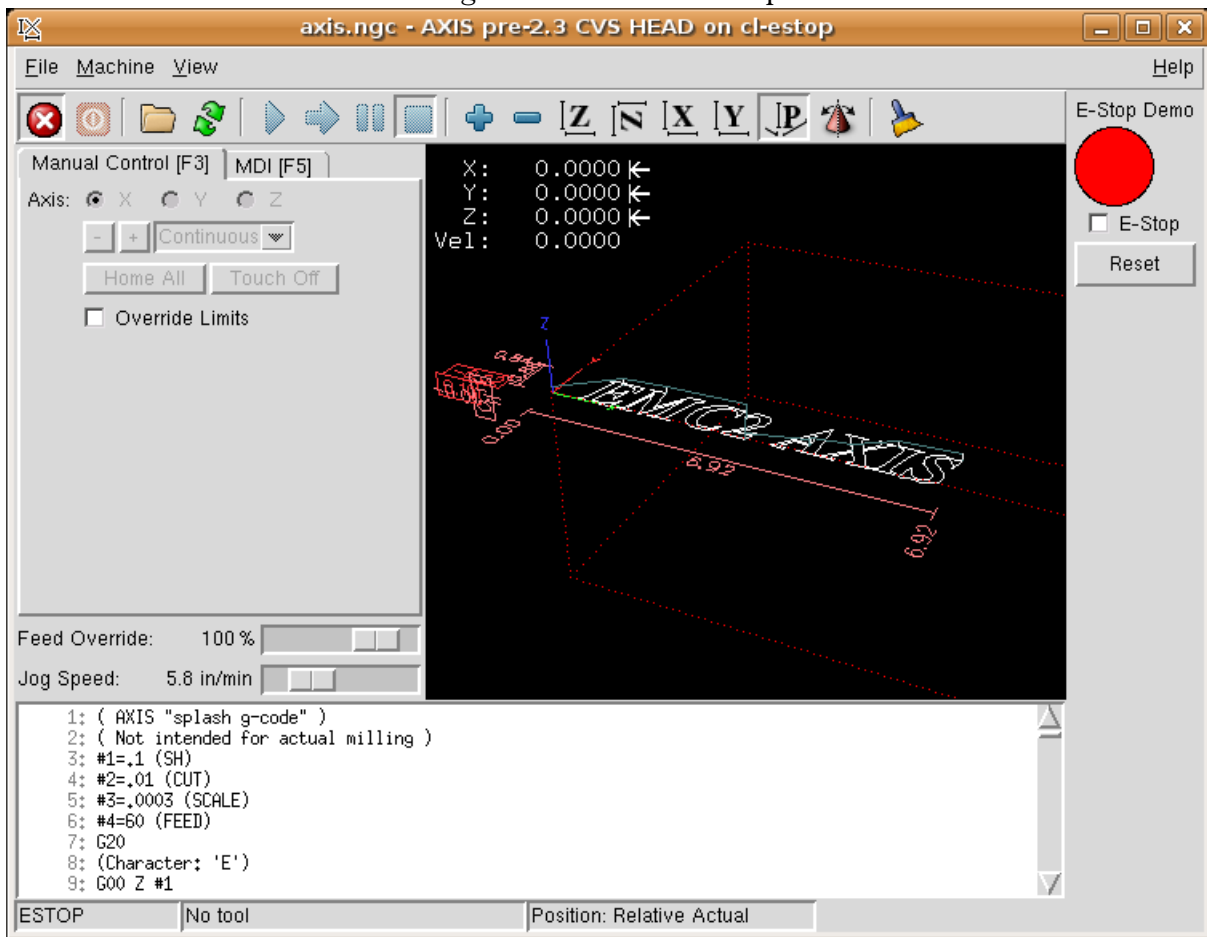 axis.ngc - AXIS pre-2.3 CVS HEAD on cl-estop
File Machine View Help
Z N X Y P
E-Stop Demo
Manual Control [F3] MDI [F5]
Axis: X Y Z
- + Continuous
Home All Touch Off
Override Limits
X: 0.0000
Y: 0.0000
Z: 0.0000
Vel: 0.0000
Z
EMC2 AXIS
0.00
6.92
6.92
E-Stop
Reset
Feed Override: 100 %
Jog Speed: 5.8 in/min
1: ( AXIS "splash g-code" )
2: ( Not intended for actual milling )
3: #1=.1 (SH)
4: #2=.01 (CUT)
5: #3=.0003 (SCALE)
6: #4=60 (FEED)
7: G20
8: (Character: 'E')
9: G00 Z #1
ESTOP No tool Position: Relative Actual